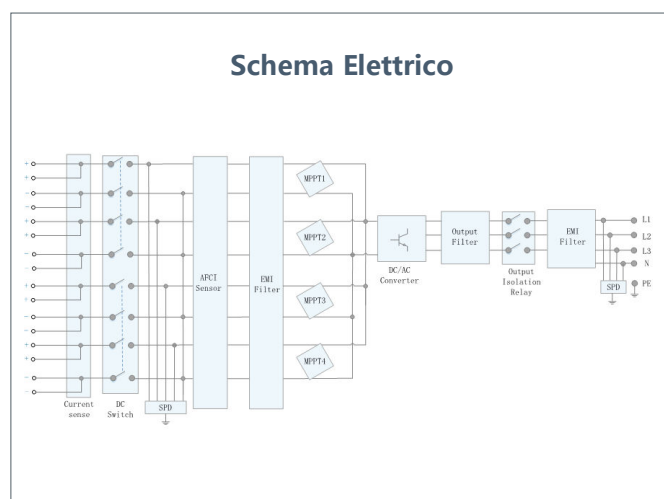 Schema Elettrico
+
+
-
-
+
+
-
-
+
+
-
-
+
+
-
-
Current
sense
DC
Switch
SPD
AFCI
Sensor
EMI
Filter
MPPT1
MPPT2
MPPT3
MPPT4
DC/AC
Converter
Output
Filter
Output
Isolation
Relay
EMI
Filter
SPD
L1
L2
L3
N
PE